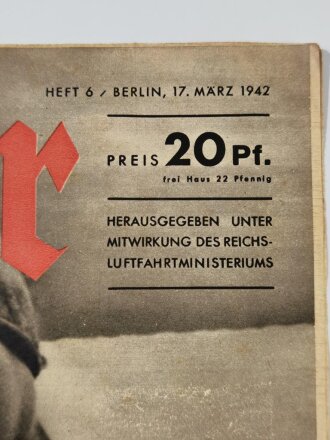 HEFT 6 / BERLIN, 17. MÄRZ 1942
PREIS 20 Pf.
frei Haus 22 Pfennig
HERAUSGEGEBEN UNTER
MITWIRKUNG DES REICHS-
LUFTFAHRTMINISTERIUMS
r